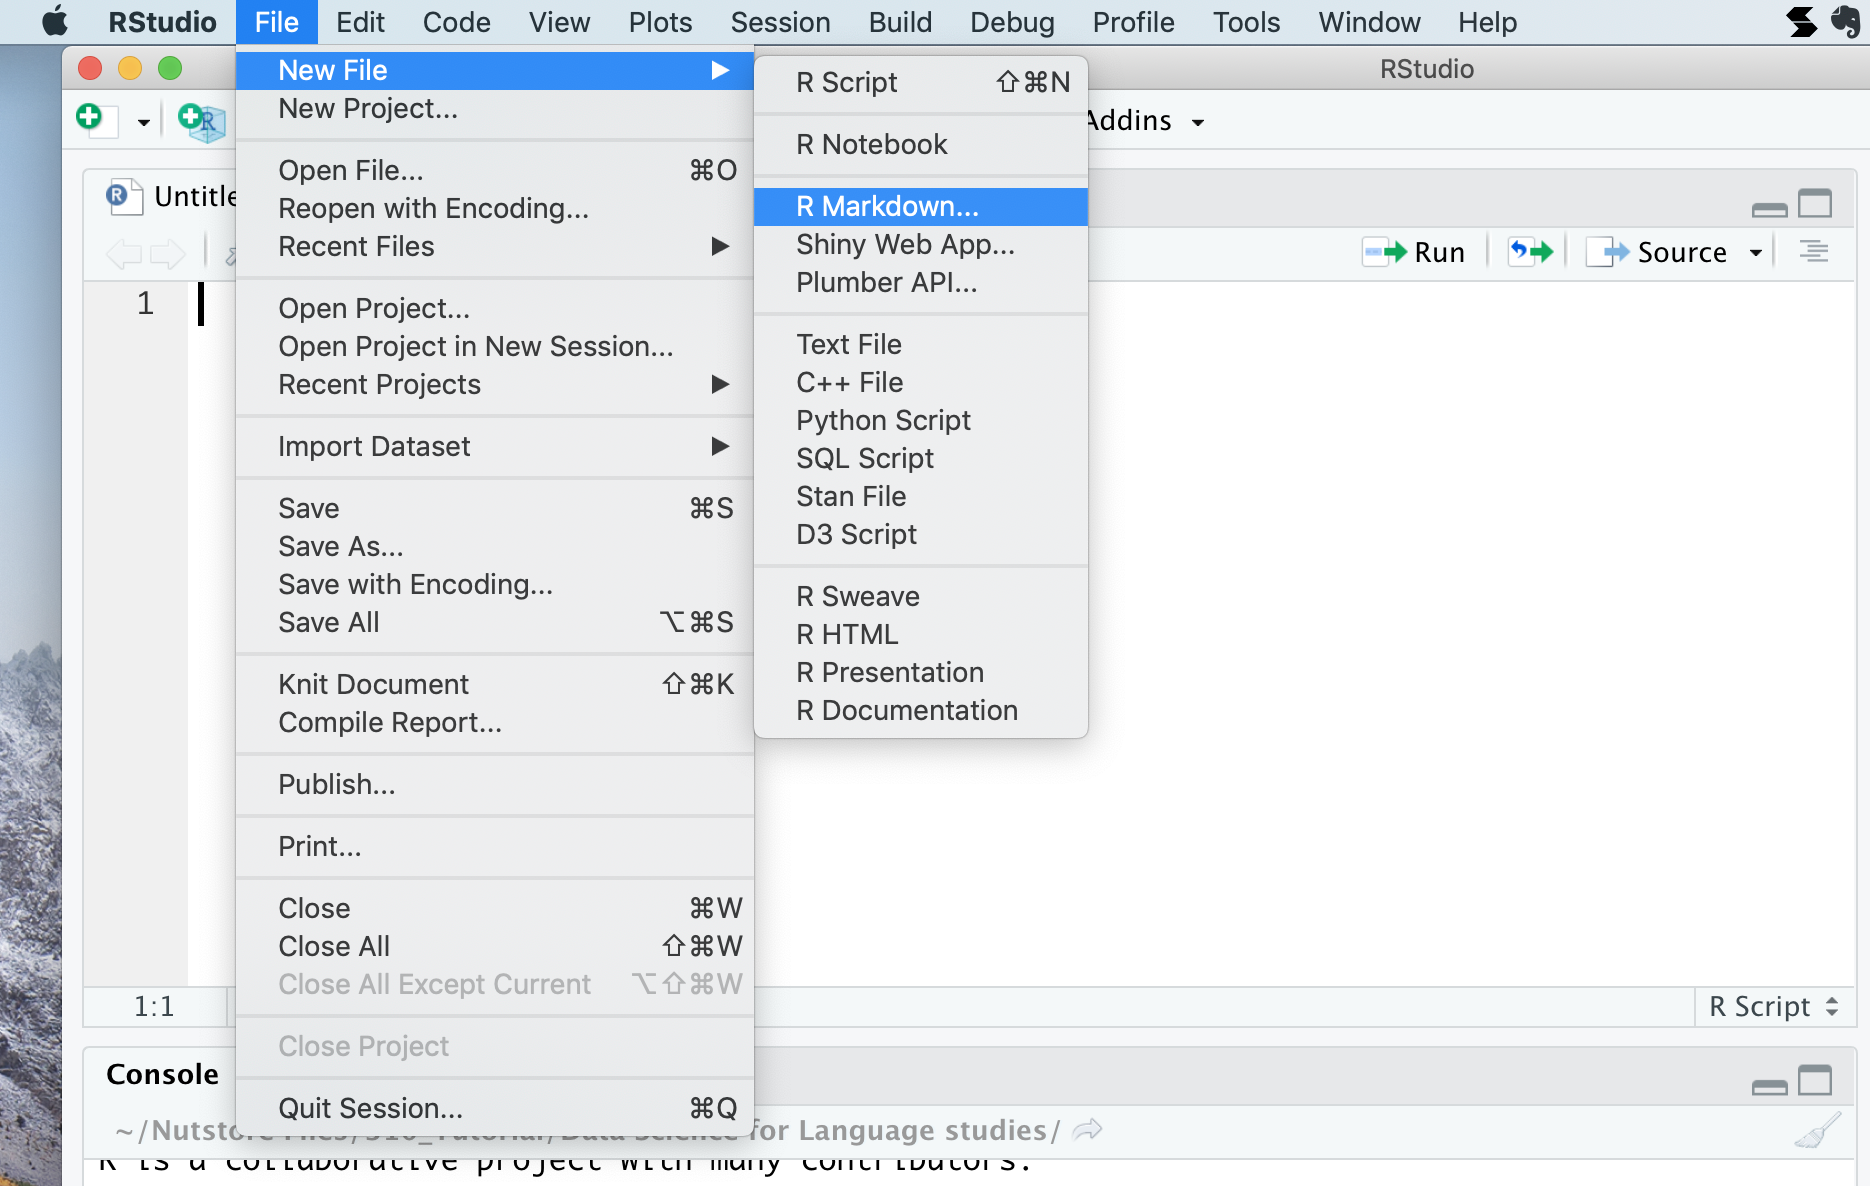 RStudio File Edit Code View Plots Session Build Debug Profile Tools Window Help
RStudio
Addins
Untitle
Run Source
1
New File
New Project...
Open File... ⌘O
Reopen with Encoding...
Recent Files
Open Project...
Open Project in New Session...
Recent Projects
Import Dataset
Save ⌘S
Save As...
Save with Encoding...
Save All ⌥⌘S
Knit Document ⇧⌘K
Compile Report...
Publish...
Print...
Close ⌘W
Close All ⇧⌘W
Close All Except Current ⌥⇧⌘W
Close Project
Quit Session... ⌘Q
R Script ⇧⌘N
R Notebook
R Markdown...
Shiny Web App...
Plumber API...
Text File
C++ File
Python Script
SQL Script
Stan File
D3 Script
R Sweave
R HTML
R Presentation
R Documentation
1:1 R Script
Console
~/Nutstore Files/ Tutorial/Data Science for Language studies/
R is a collaborative project with many contributors.